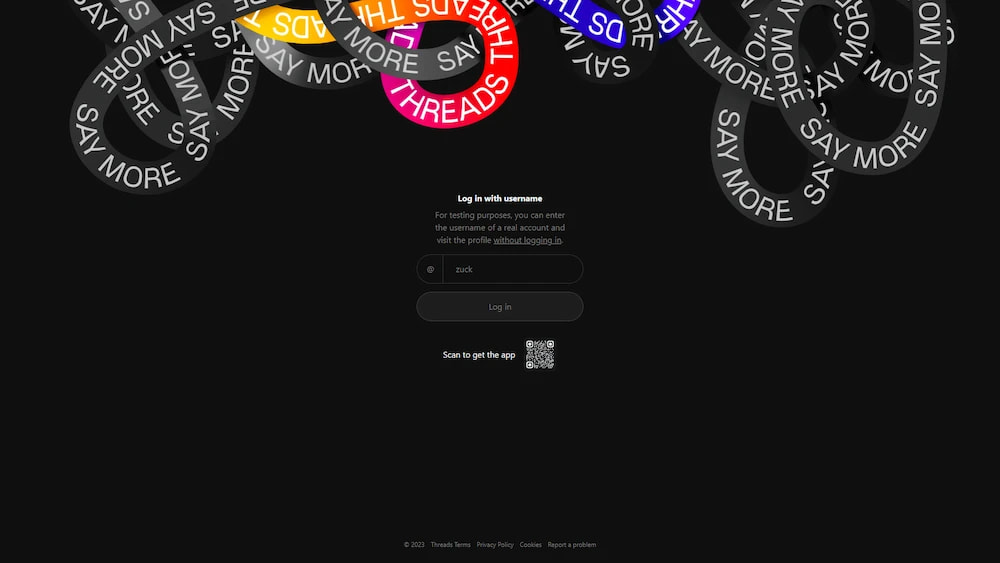 SAY MORE SAY MORE SAY MORE THREADS THREADS THREADS
SAY MORE SAY MORE SAY
SAY MORE SAY MORE
THREADS
SAY
SAY MORE SAY MORE
SAY MORE
SAY MORE
Log in with username
For testing purposes, you can enter
the username of a real account and
visit the profile without logging in.
@ zuck
Log in
Scan to get the app
© 2023 Threads Terms Privacy Policy Cookies Report a problem